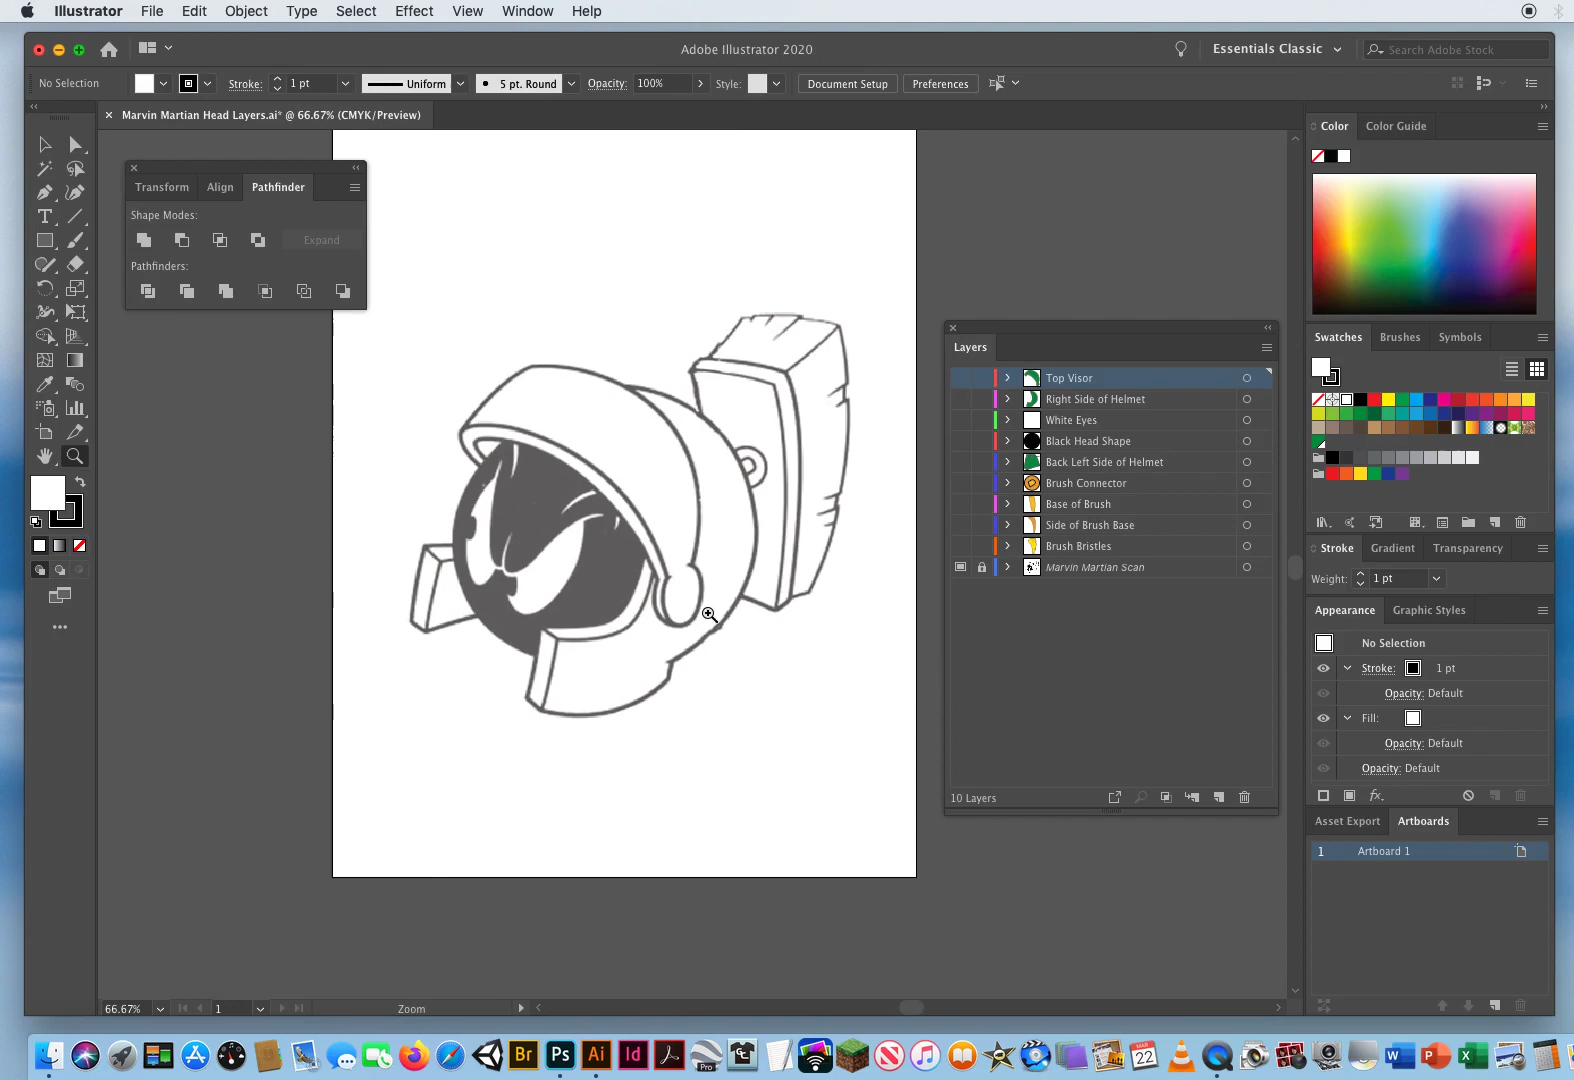 Illustrator File Edit Object Type Select Effect View Window Help
Adobe Illustrator 2020
Essentials Classic
Search Adobe Stock
No Selection
Stroke: 1 pt
Uniform
5 pt. Round
Opacity: 100%
Style:
Document Setup
Preferences
× Marvin Martian Head Layers.ai* @ 66.67% (CMYK/Preview)
Transform Align Pathfinder
Shape Modes:
Expand
Pathfinders:
Layers
Top Visor
Right Side of Helmet
White Eyes
Black Head Shape
Back Left Side of Helmet
Brush Connector
Base of Brush
Side of Brush Base
Brush Bristles
Marvin Martian Scan
10 Layers
Color Color Guide
Swatches Brushes Symbols
Stroke Gradient Transparency
Weight: 1 pt
Appearance Graphic Styles
No Selection
Stroke: 1 pt
Opacity: Default
Fill:
Opacity: Default
Opacity: Default
fx
Asset Export Artboards
1 Artboard 1
66.67% 1 Zoom
Br Ps Ai Id
Pro
MAR
22
W P X